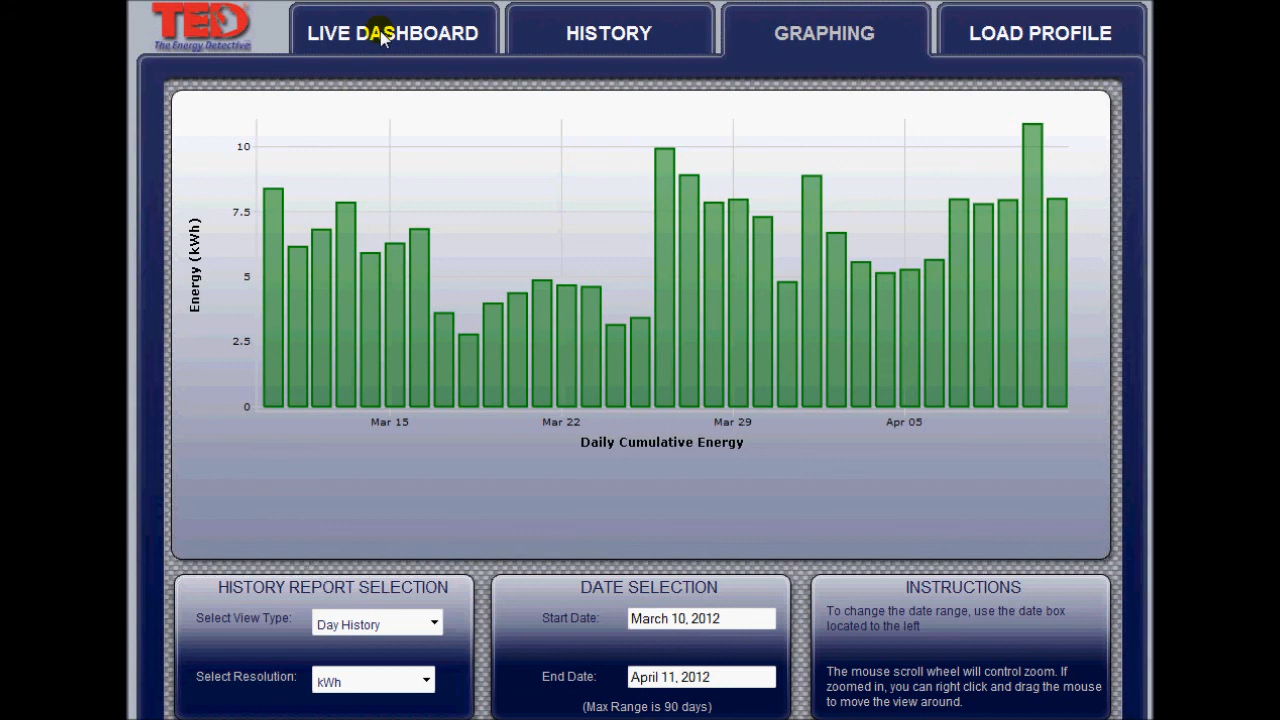 TED
The Energy Detective
LIVE DASHBOARD
HISTORY
GRAPHING
LOAD PROFILE
10
7.5
5
2.5
0
Energy (kWh)
Mar 15
Mar 22
Mar 29
Apr 05
Daily Cumulative Energy
HISTORY REPORT SELECTION
Select View Type:
Day History
Select Resolution:
kWh
DATE SELECTION
Start Date:
March 10, 2012
End Date:
April 11, 2012
(Max Range is 90 days)
INSTRUCTIONS
To change the date range, use the date box
located to the left
The mouse scroll wheel will control zoom. If
zoomed in, you can right click and drag the mouse
to move the view around.